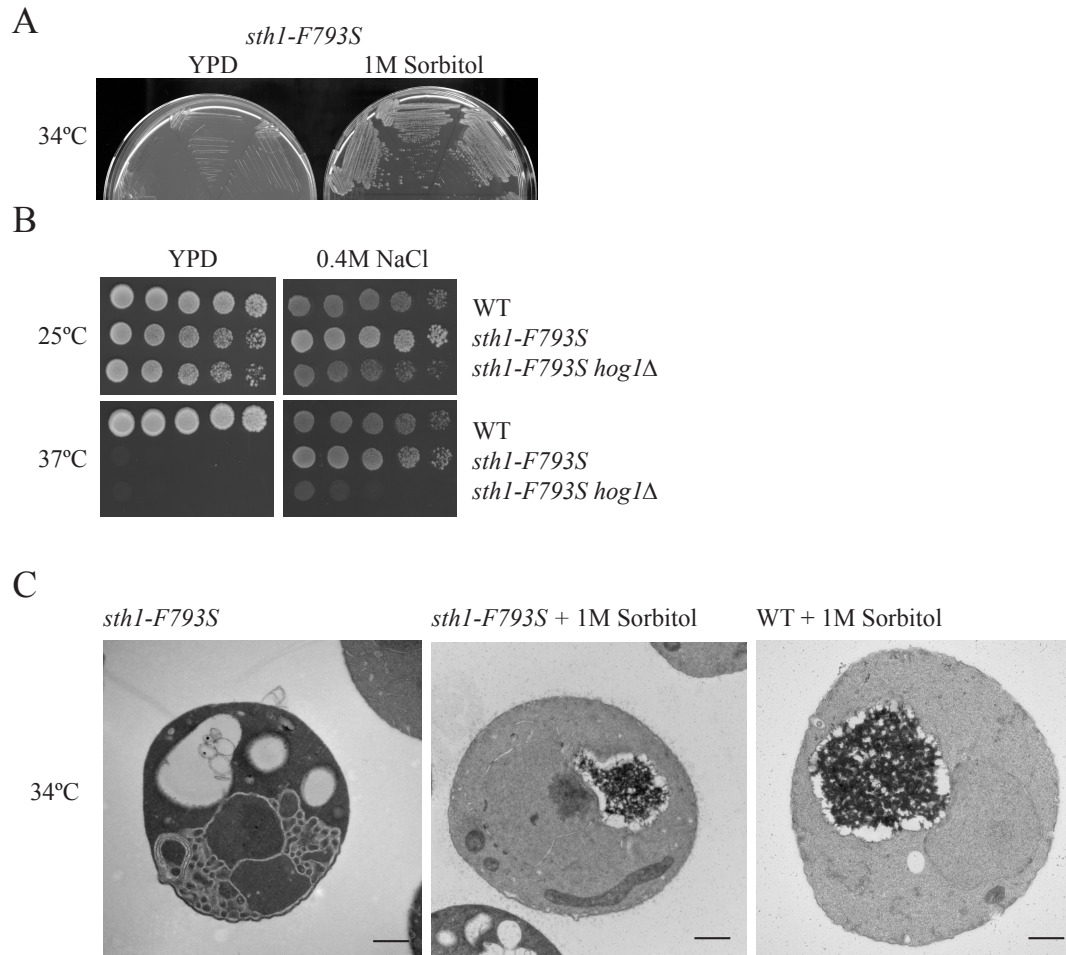 A
sth1-F793S
YPD 1M Sorbitol
34ºC
B
YPD 0.4M NaCl
25ºC
WT
sth1-F793S
sth1-F793S hog1Δ
37ºC
WT
sth1-F793S
sth1-F793S hog1Δ
C
sth1-F793S sth1-F793S + 1M Sorbitol WT + 1M Sorbitol
34ºC